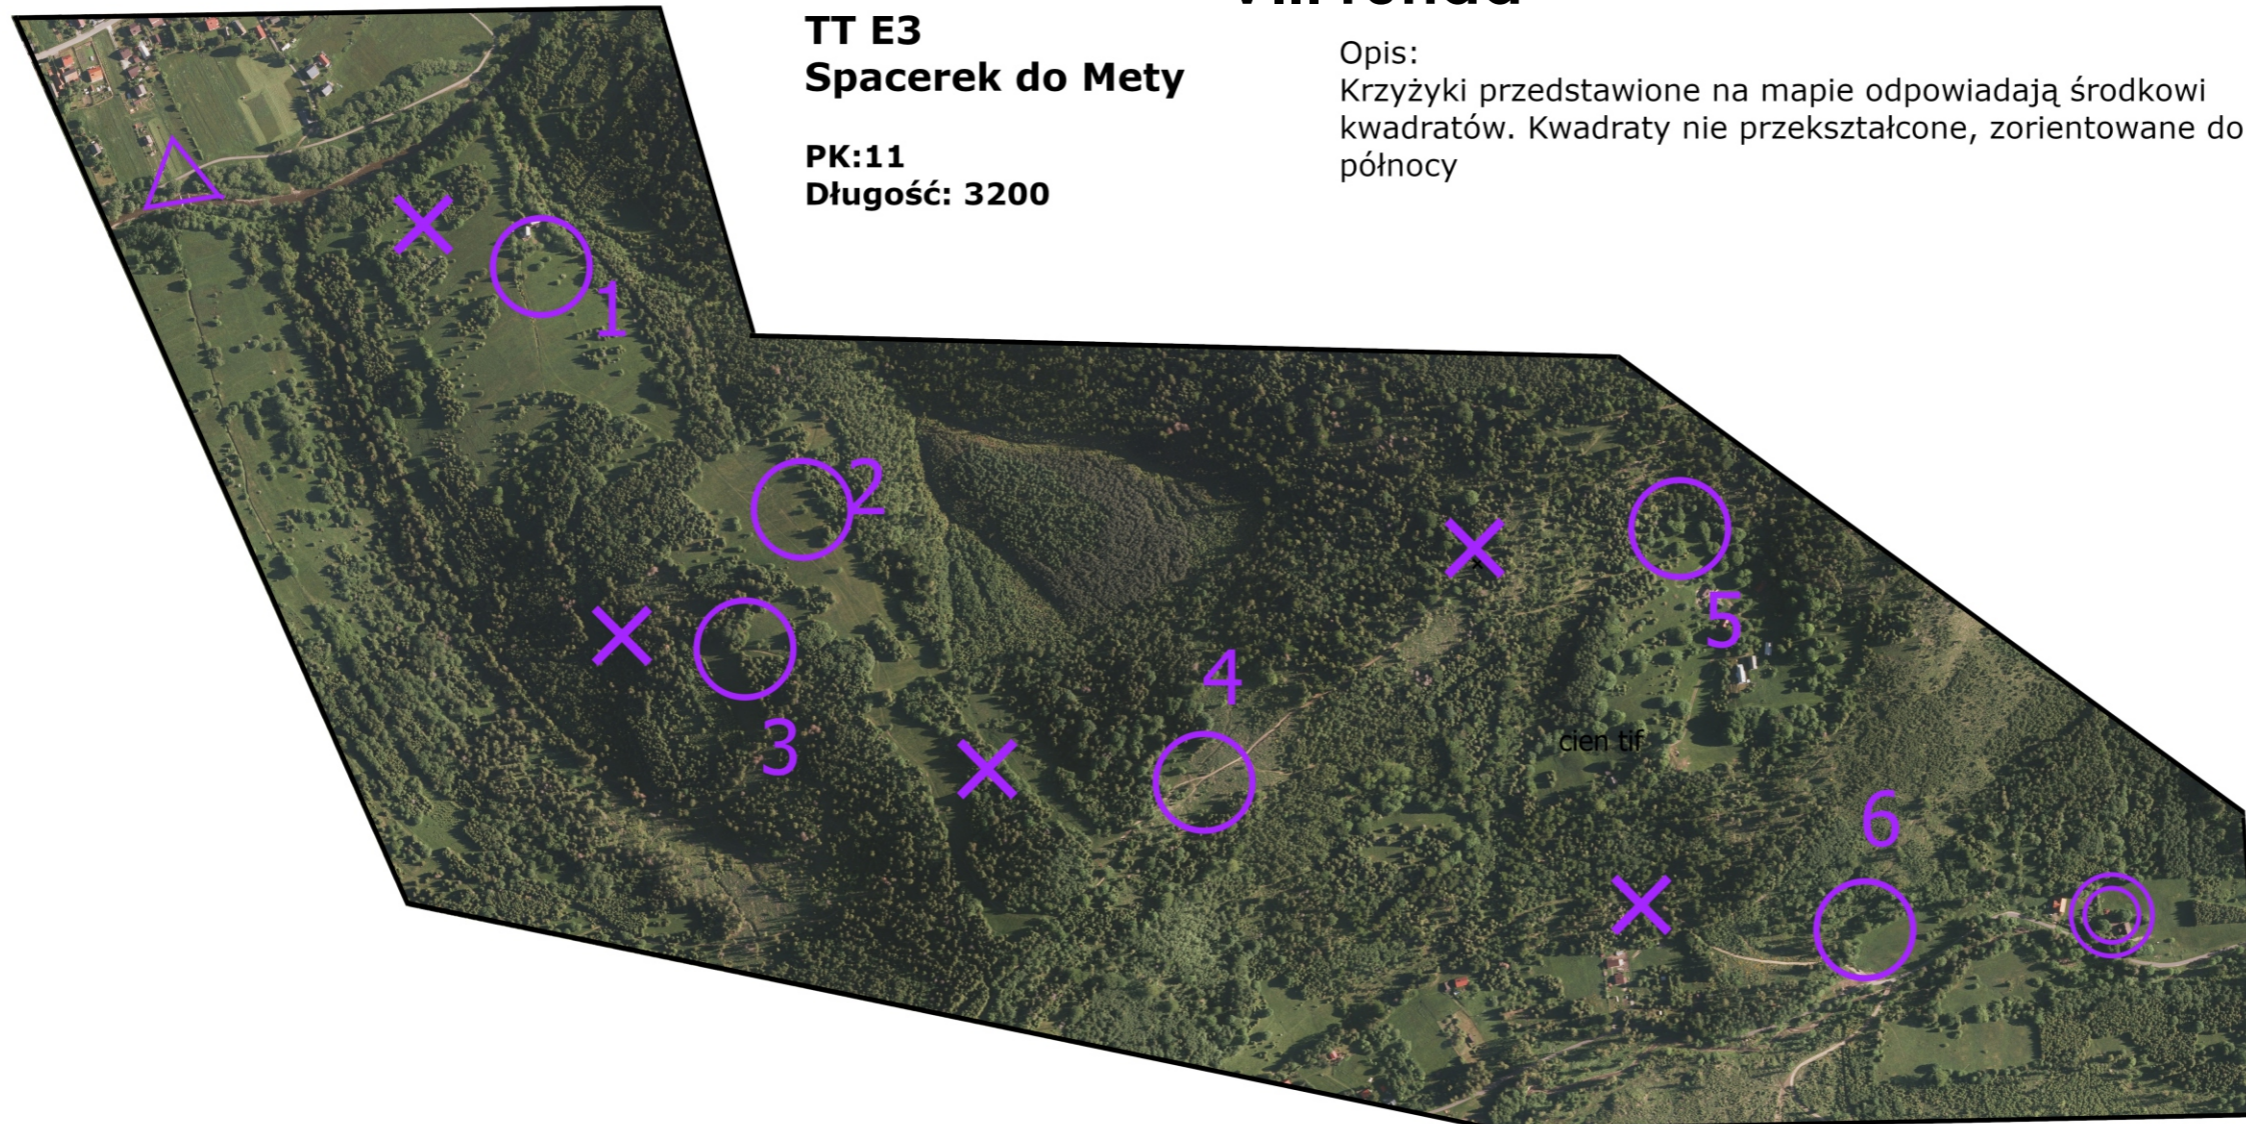 TT E3
Spacerek do Mety
PK:11
Długość: 3200
Opis:
Krzyżyki przedstawione na mapie odpowiadają środkowi
kwadratów. Kwadraty nie przekształcone, zorientowane do
północy
1
2
3
4
5
cien tif
6